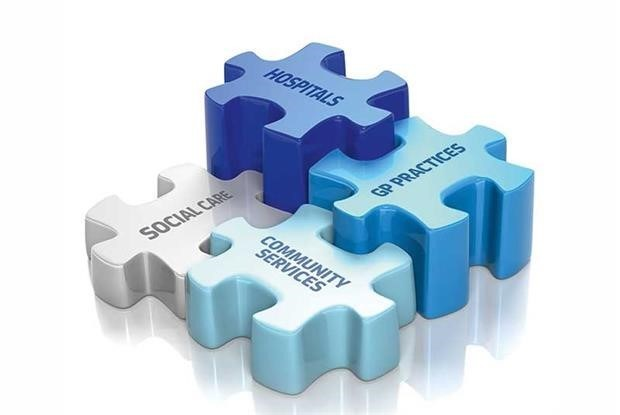 HOSPITALS
GP PRACTICES
SOCIAL CARE
COMMUNITY
SERVICES